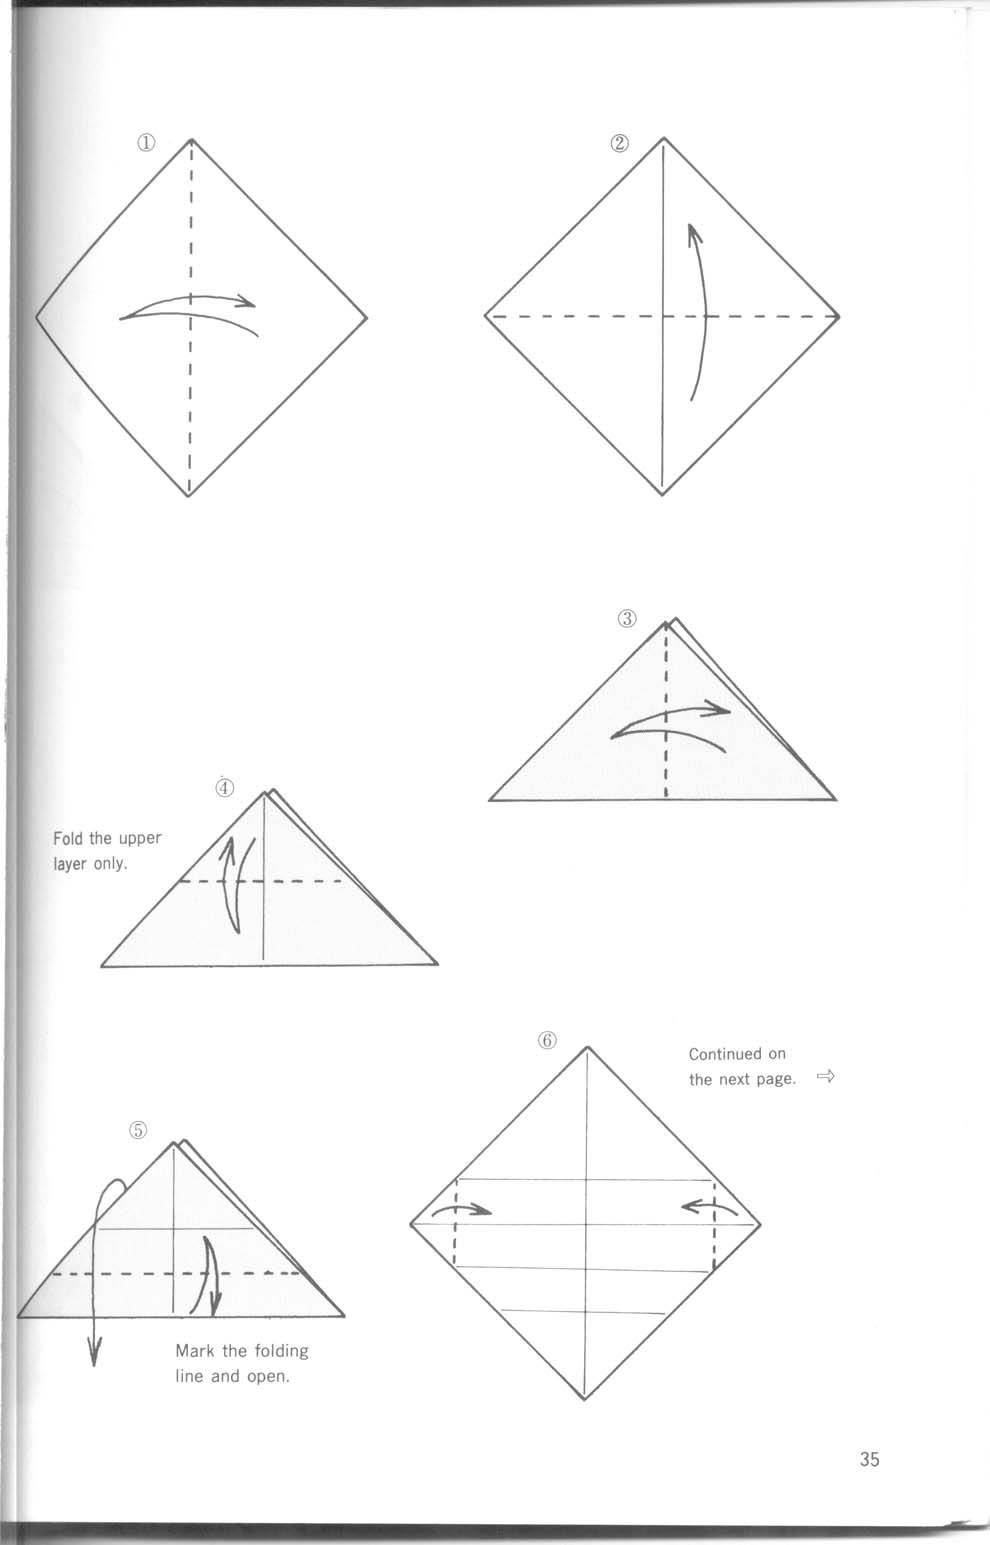 ①
②
③
④
Fold the upper
layer only.
⑤
Mark the folding
line and open.
⑥
Continued on
the next page. ⇨
35